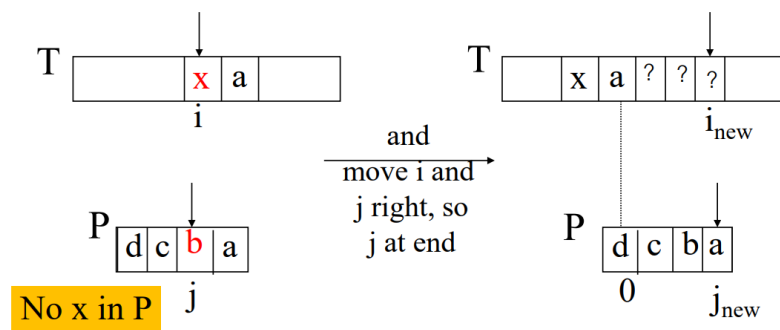 T
x a
i
P
d c b a
j
No x in P
and
move i and
j right, so
j at end
T
x a ? ? ?
i new
P
d c b a
0
j new